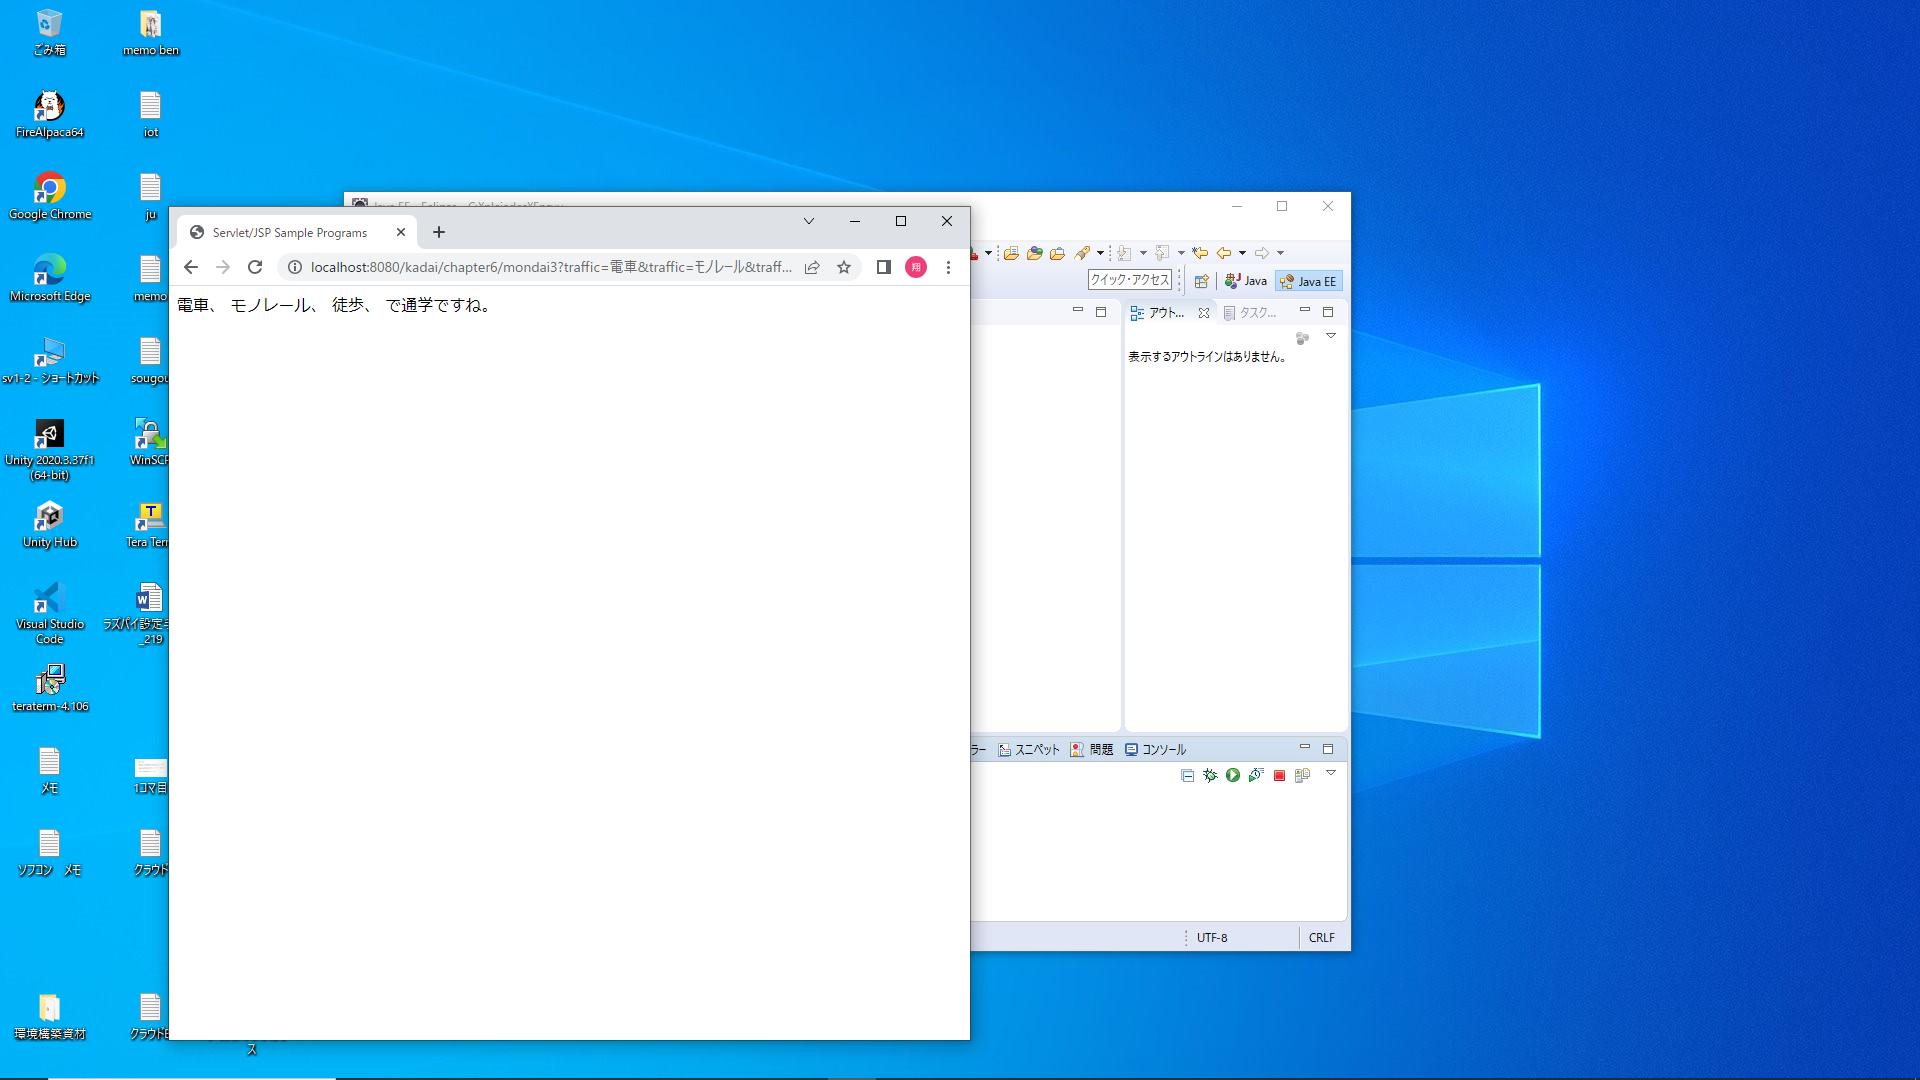 ごみ箱
memo ben
FireAlpaca64
iot
Google Chrome
ju
Microsoft Edge
memo
sv1-2 - ショートカット
sougou
Unity 2020.3.37f1
(64-bit)
WinSCP
Unity Hub
Tera Term
Visual Studio
Code
ラズパイ設定
_219
teraterm-4.106
メモ
1コマ目
ソフコン　メモ
クラウド
環境構築資材
クラウド
ス
Java EE - Eclipse
Servlet/JSP Sample Programs
localhost:8080/kadai/chapter6/mondai3?traffic=電車&traffic=モノレール&traff...
翔
電車、 モノレール、 徒歩、 で通学ですね。
クイック・アクセス
Java
Java EE
アウト...
タスク...
表示するアウトラインはありません。
ラー
スニペット
問題
コンソール
UTF-8
CRLF